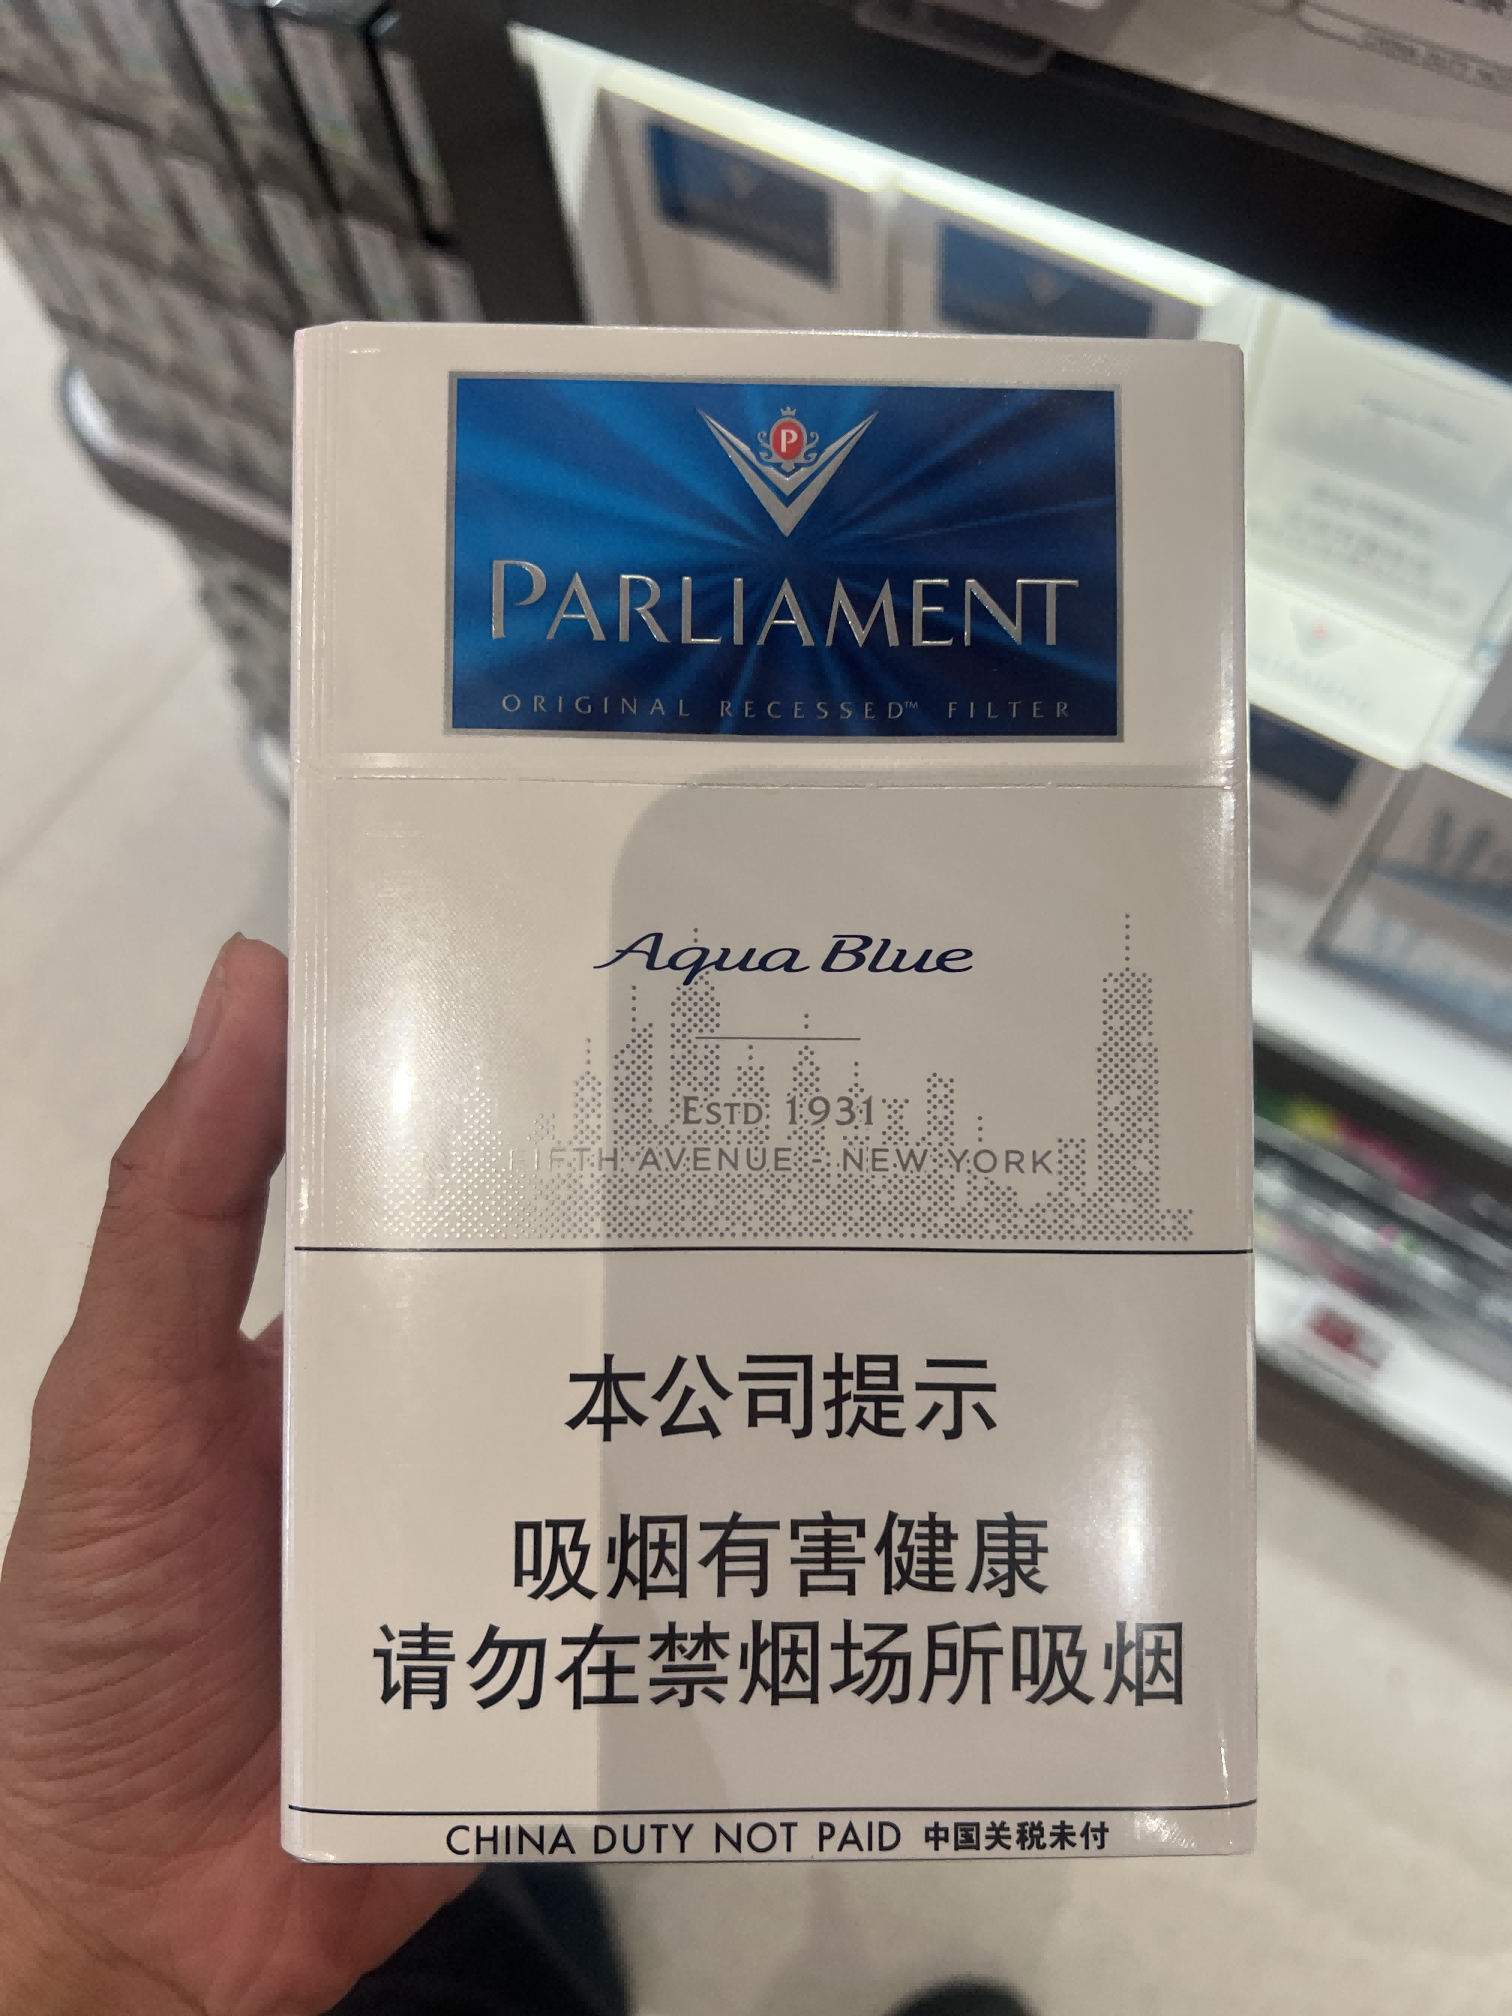 P
PARLIAMENT
ORIGINAL RECESSED™ FILTER
Aqua Blue
ESTD 1931
FIFTH AVENUE - NEW YORK
本公司提示
吸烟有害健康
请勿在禁烟场所吸烟
CHINA DUTY NOT PAID 中国关税未付